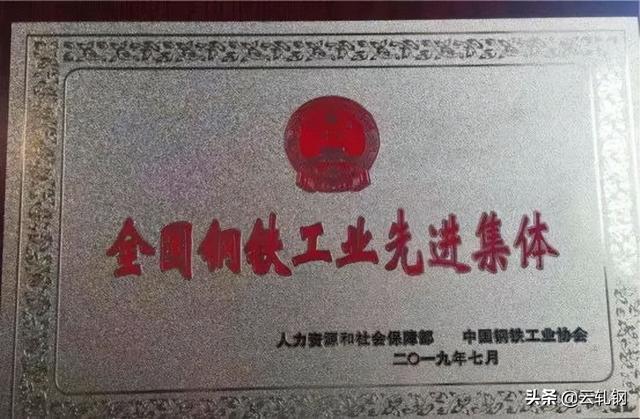 全国钢铁工业先进集体
人力资源和社会保障部 中国钢铁工业协会
二〇一九年七月
头条 @云轧钢